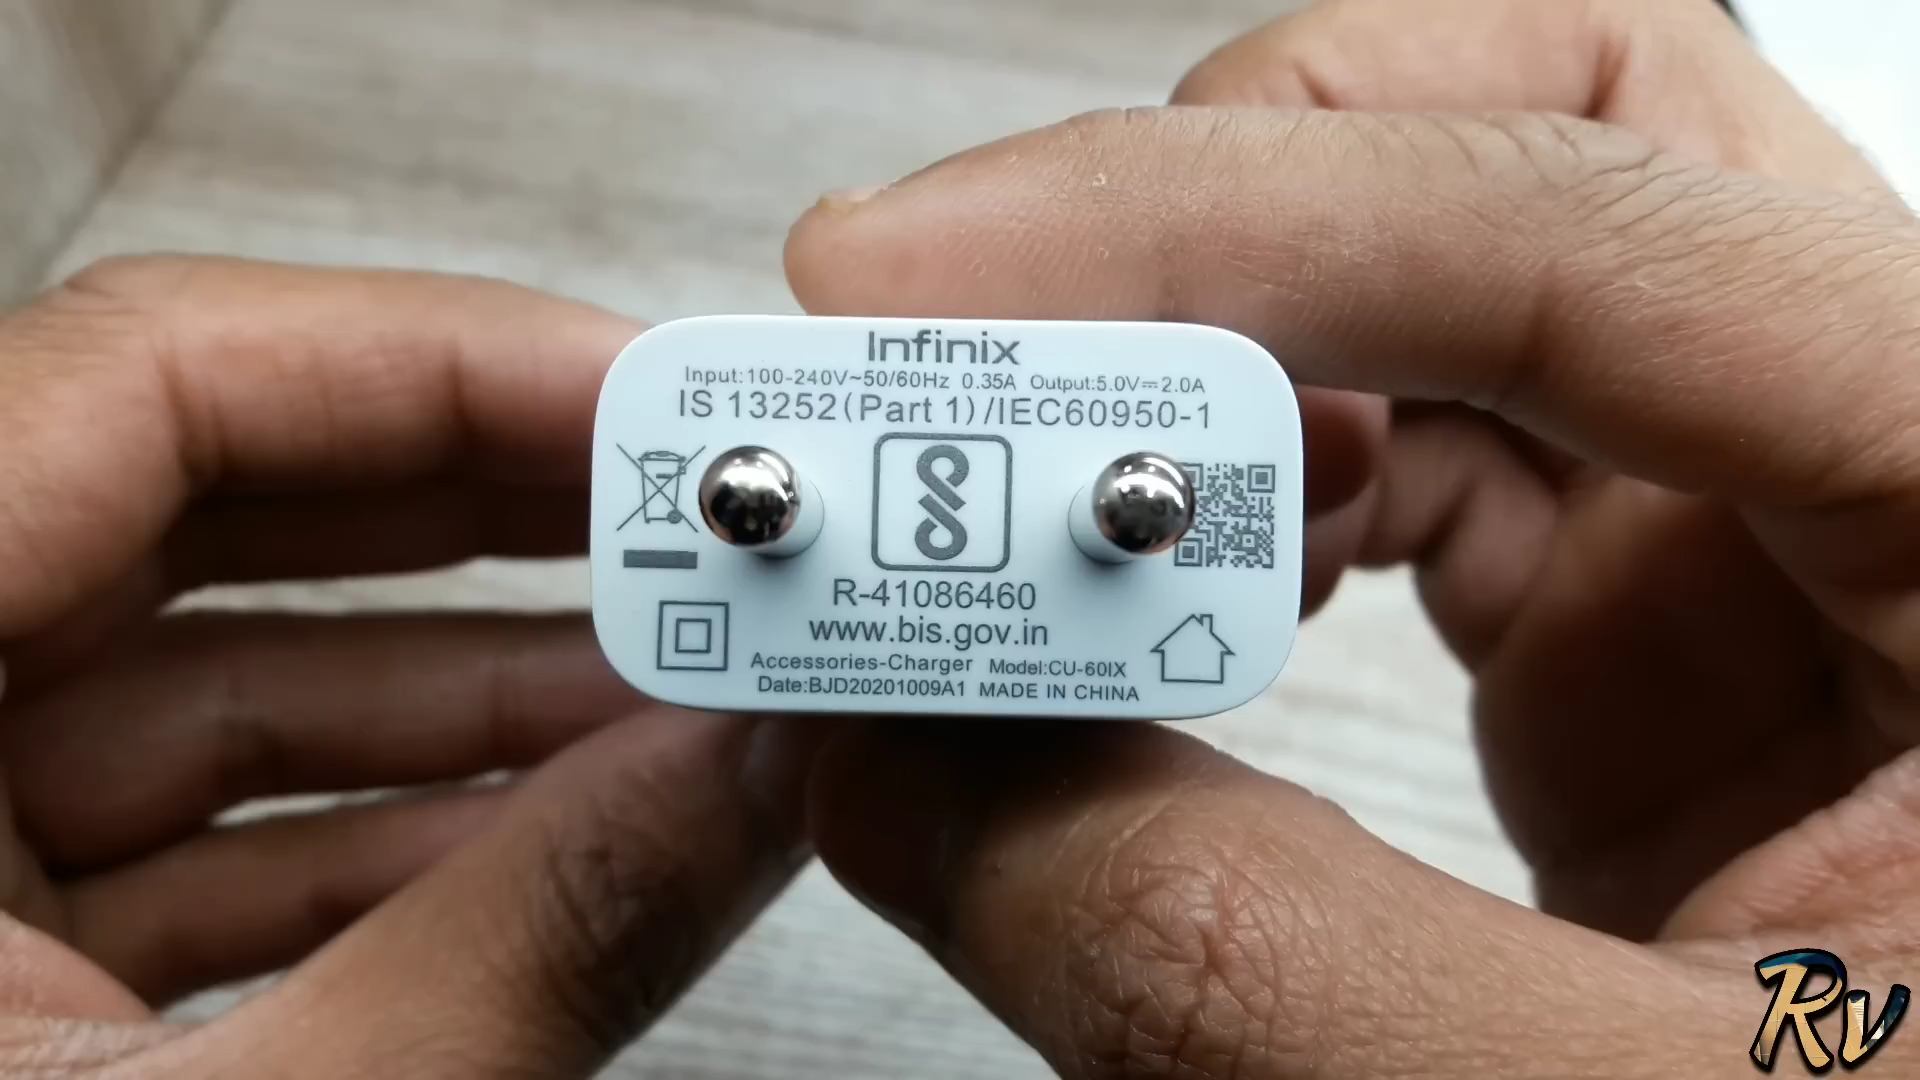 Infinix
Input:100-240V~50/60Hz 0.35A Output:5.0V⎓2.0A
IS 13252(Part 1)/IEC60950-1
R-41086460
www.bis.gov.in
Accessories-Charger Model:CU-60IX
Date:BJD20201009A1 MADE IN CHINA
Rv